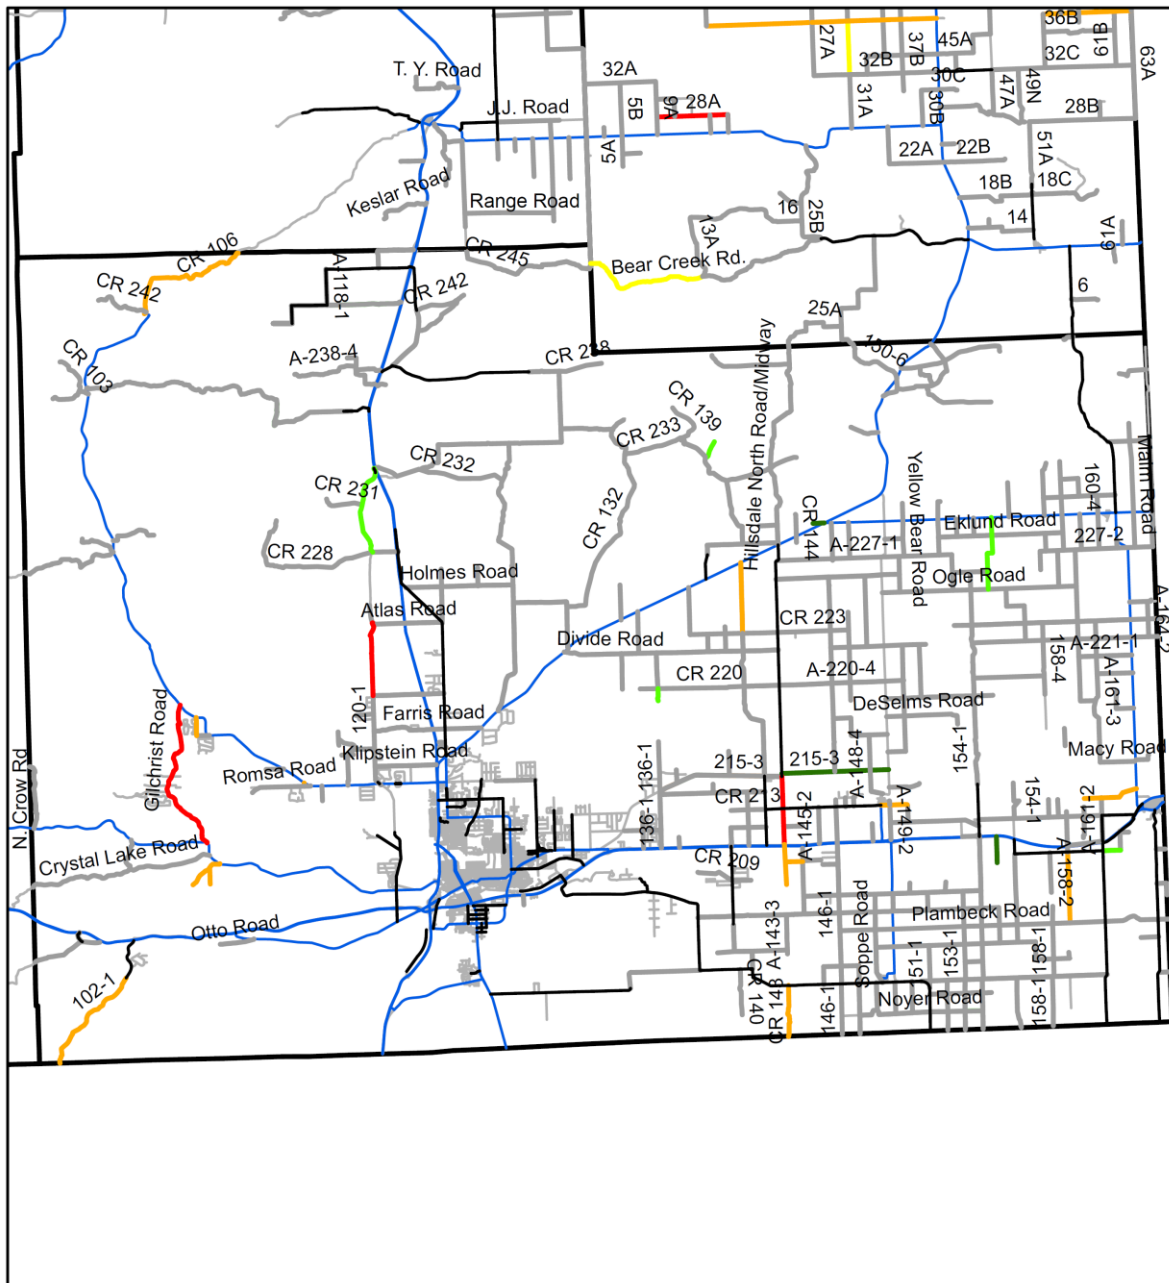 36B
61B
63A
27A
37B
45A
32B
32C
T. Y. Road
32A
30C
47A
49N
5B
9A
28A
31A
30B
28B
J.J. Road
5A
22A
22B
51A
18B
18C
Keslar Road
Range Road
16
25B
14
61A
13A
CR 106
CR 245
Bear Creek Rd.
A-118-1
CR 242
CR 242
6
25A
150-6
CR 103
A-238-4
CR 238
Hillsdale North Road/Midway
CR 139
CR 233
CR 232
Malm Road
160-4
CR 231
CR 132
CR 144
Yellow Bear Road
Eklund Road
227-2
A-227-1
CR 228
Holmes Road
Ogle Road
Atlas Road
CR 223
A-164-2
Divide Road
A-221-1
158-4
CR 220
A-220-4
A-161-3
120-1
Farris Road
DeSelms Road
Gilchrist Road
Klipstein Road
Romsa Road
136-1
215-3
215-3
A-148-4
154-1
Macy Road
N. Crow Rd
136-1
A-145-2
A-149-2
154-1
A-161-2
Crystal Lake Road
CR 209
A-158-2
Otto Road
A-143-3
146-1
Soppe Road
Plambeck Road
102-1
CR 140
CR 143
146-1
151-1
153-1
158-1
158-1
Noyer Road